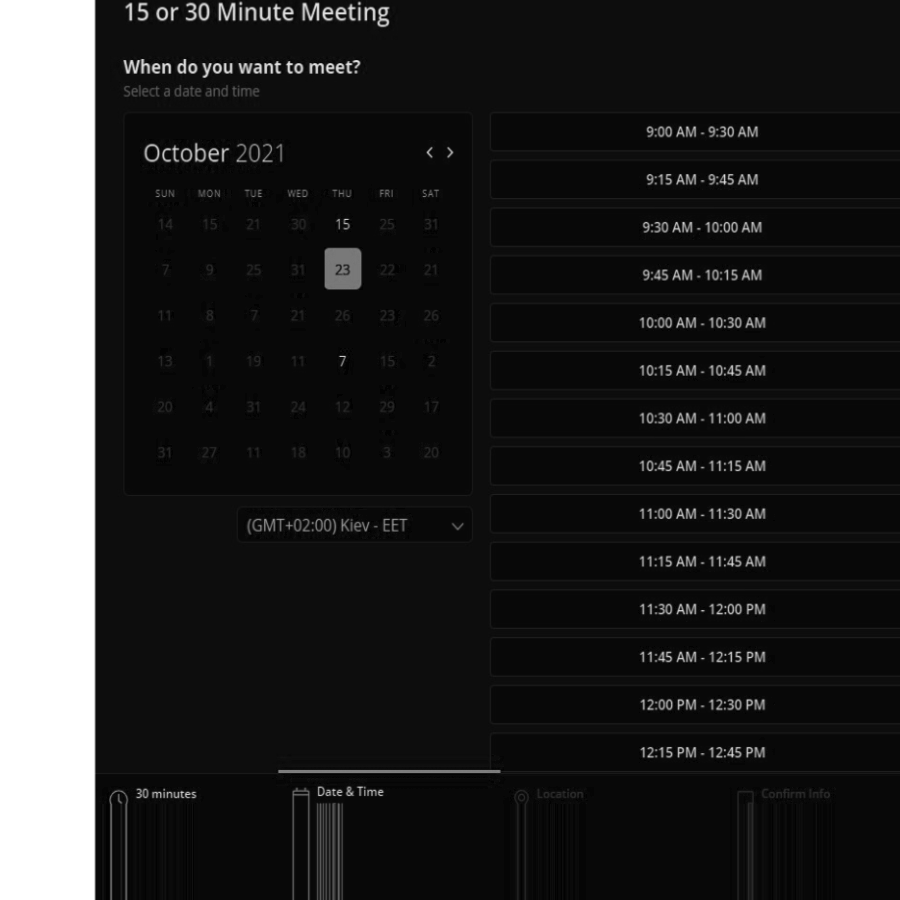 15 or 30 Minute Meeting
When do you want to meet?
Select a date and time
October 2021
SUN MON TUE WED THU FRI SAT
14 15 21 30 15 25 31
7 9 25 31 23 22 21
11 8 7 21 26 23 26
13 1 19 11 7 15 2
20 4 31 24 12 29 17
31 27 11 18 10 3 20
(GMT+02:00) Kiev - EET
9:00 AM - 9:30 AM
9:15 AM - 9:45 AM
9:30 AM - 10:00 AM
9:45 AM - 10:15 AM
10:00 AM - 10:30 AM
10:15 AM - 10:45 AM
10:30 AM - 11:00 AM
10:45 AM - 11:15 AM
11:00 AM - 11:30 AM
11:15 AM - 11:45 AM
11:30 AM - 12:00 PM
11:45 AM - 12:15 PM
12:00 PM - 12:30 PM
12:15 PM - 12:45 PM
30 minutes
Date & Time
Location
Confirm Info